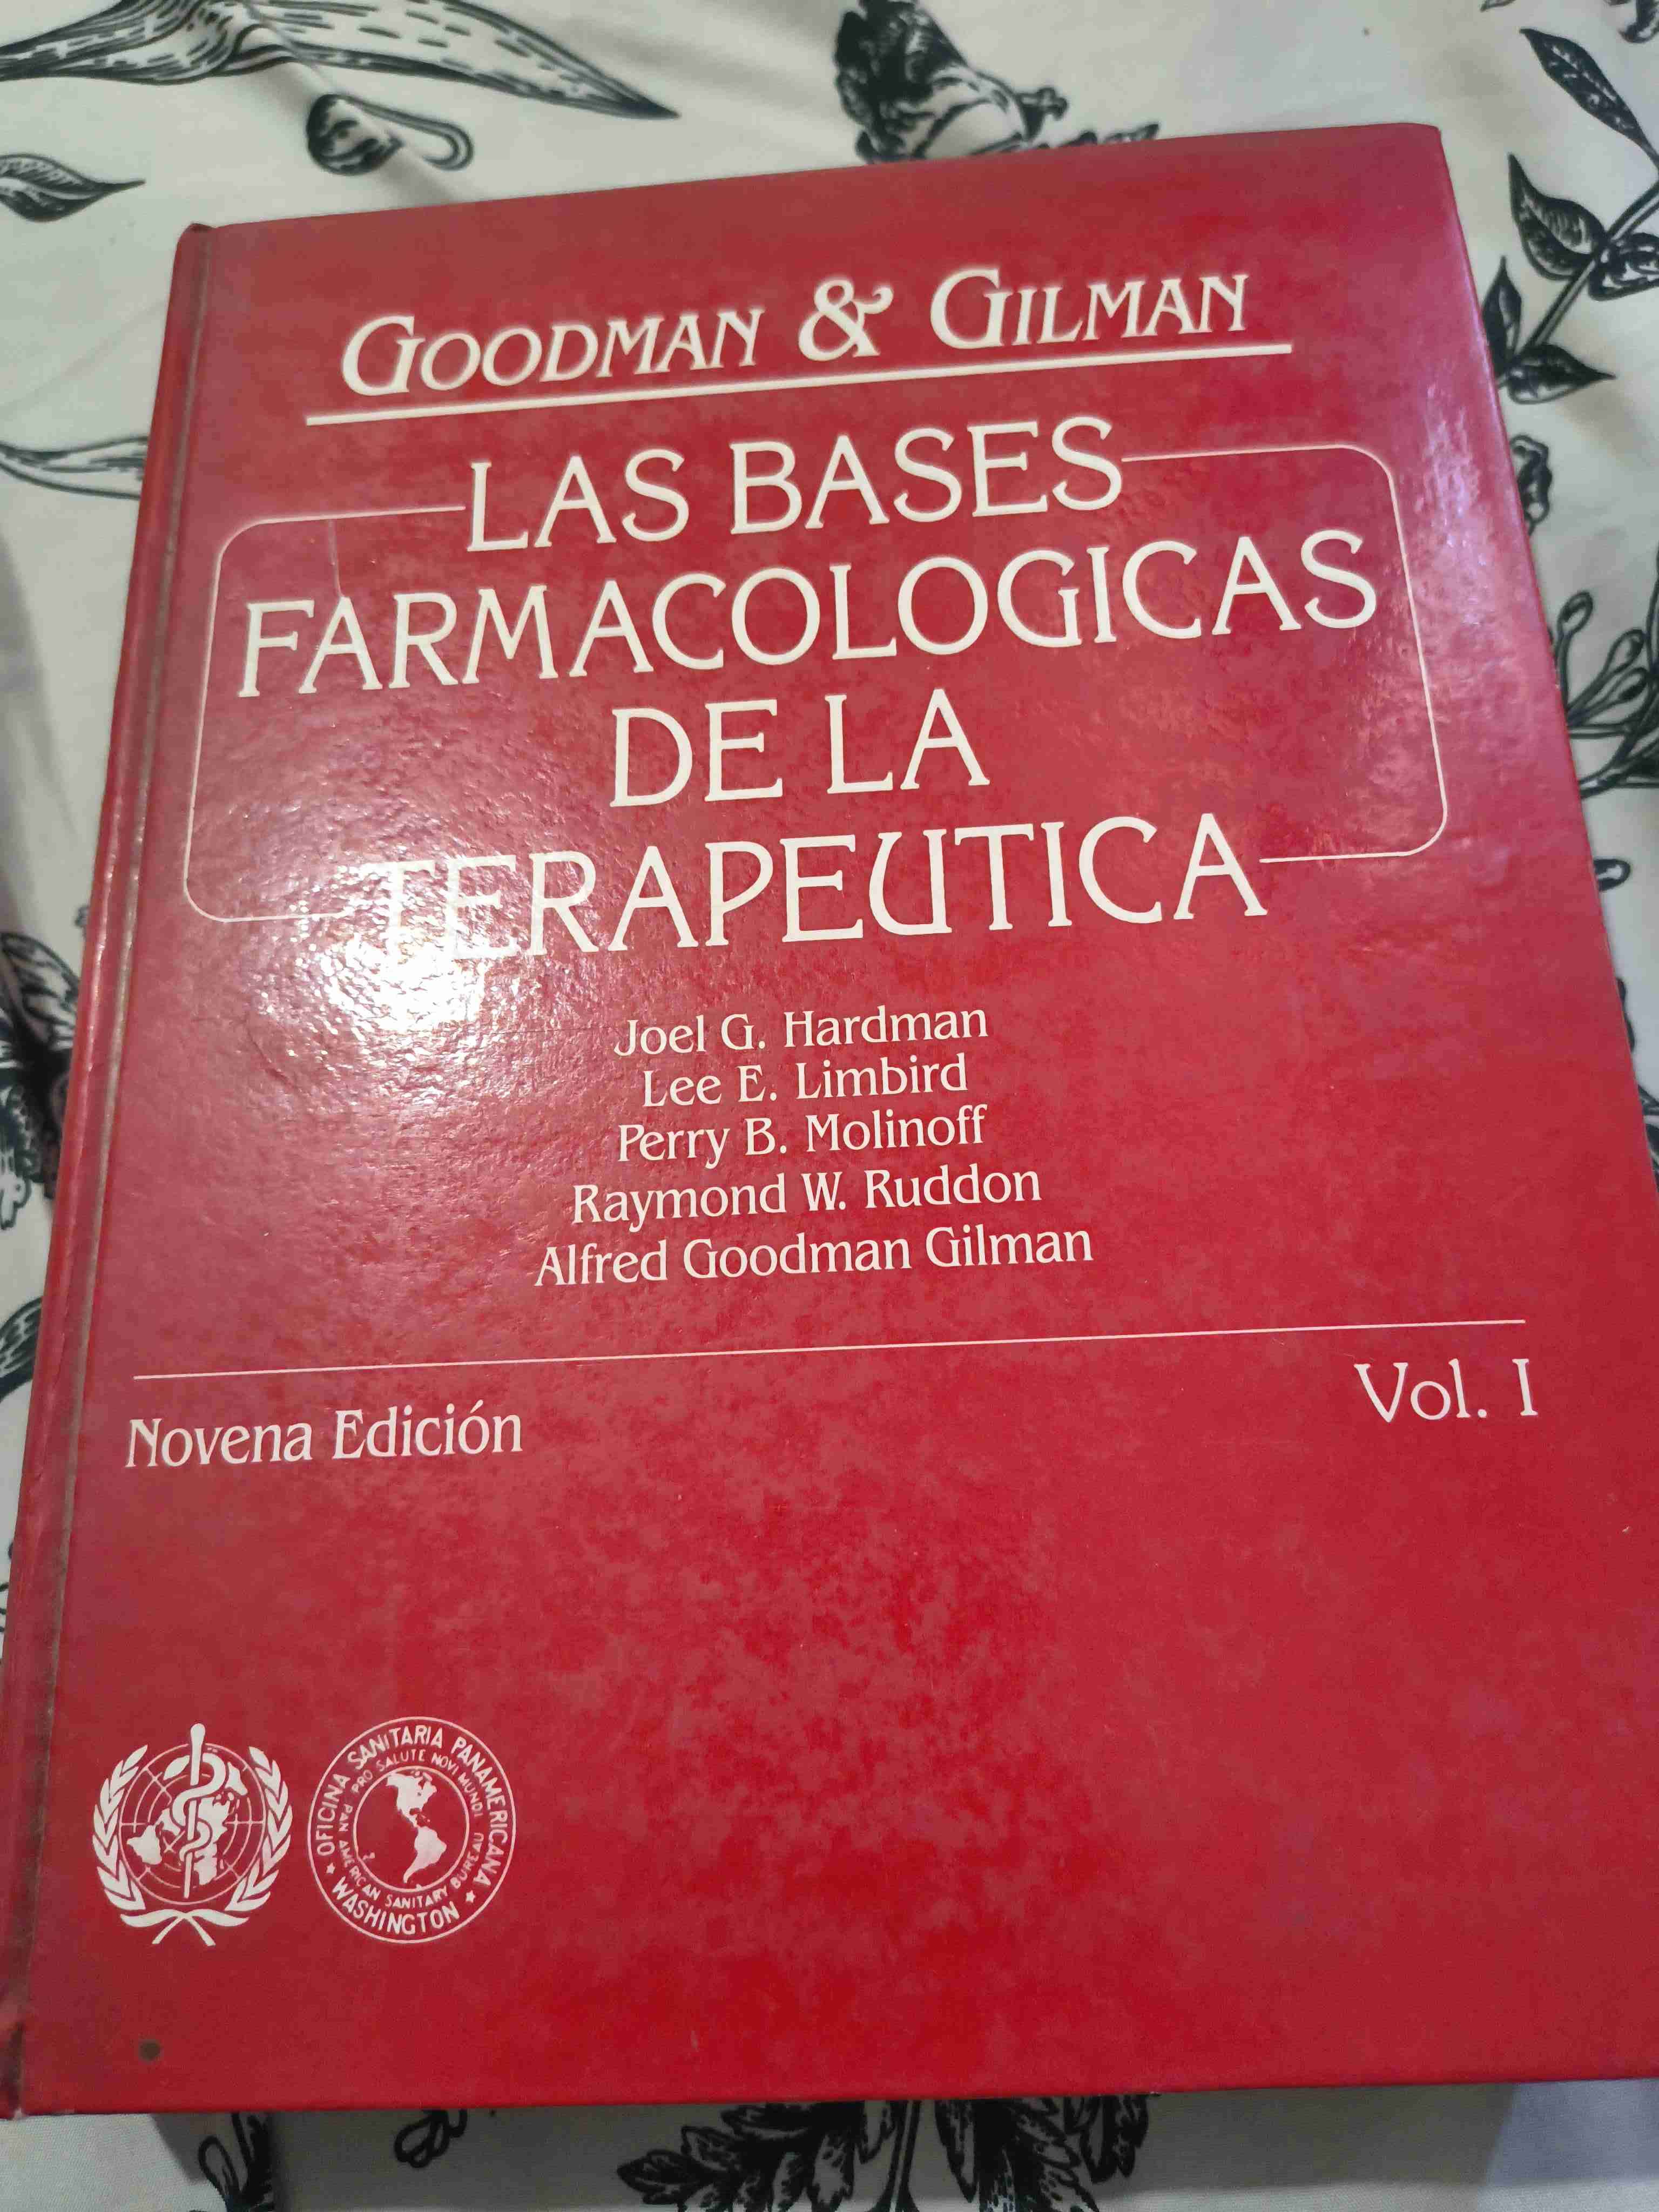 GOODMAN & GILMAN
LAS BASES
FARMACOLOGICAS
DE LA
TERAPEUTICA
Joel G. Hardman
Lee E. Limbird
Perry B. Molinoff
Raymond W. Ruddon
Alfred Goodman Gilman
Novena Edición
Vol. I
OFICINA SANITARIA PANAMERICANA
PRO SALUTE NOVI MUNDI
PAN AMERICAN SANITARY BUREAU
WASHINGTON